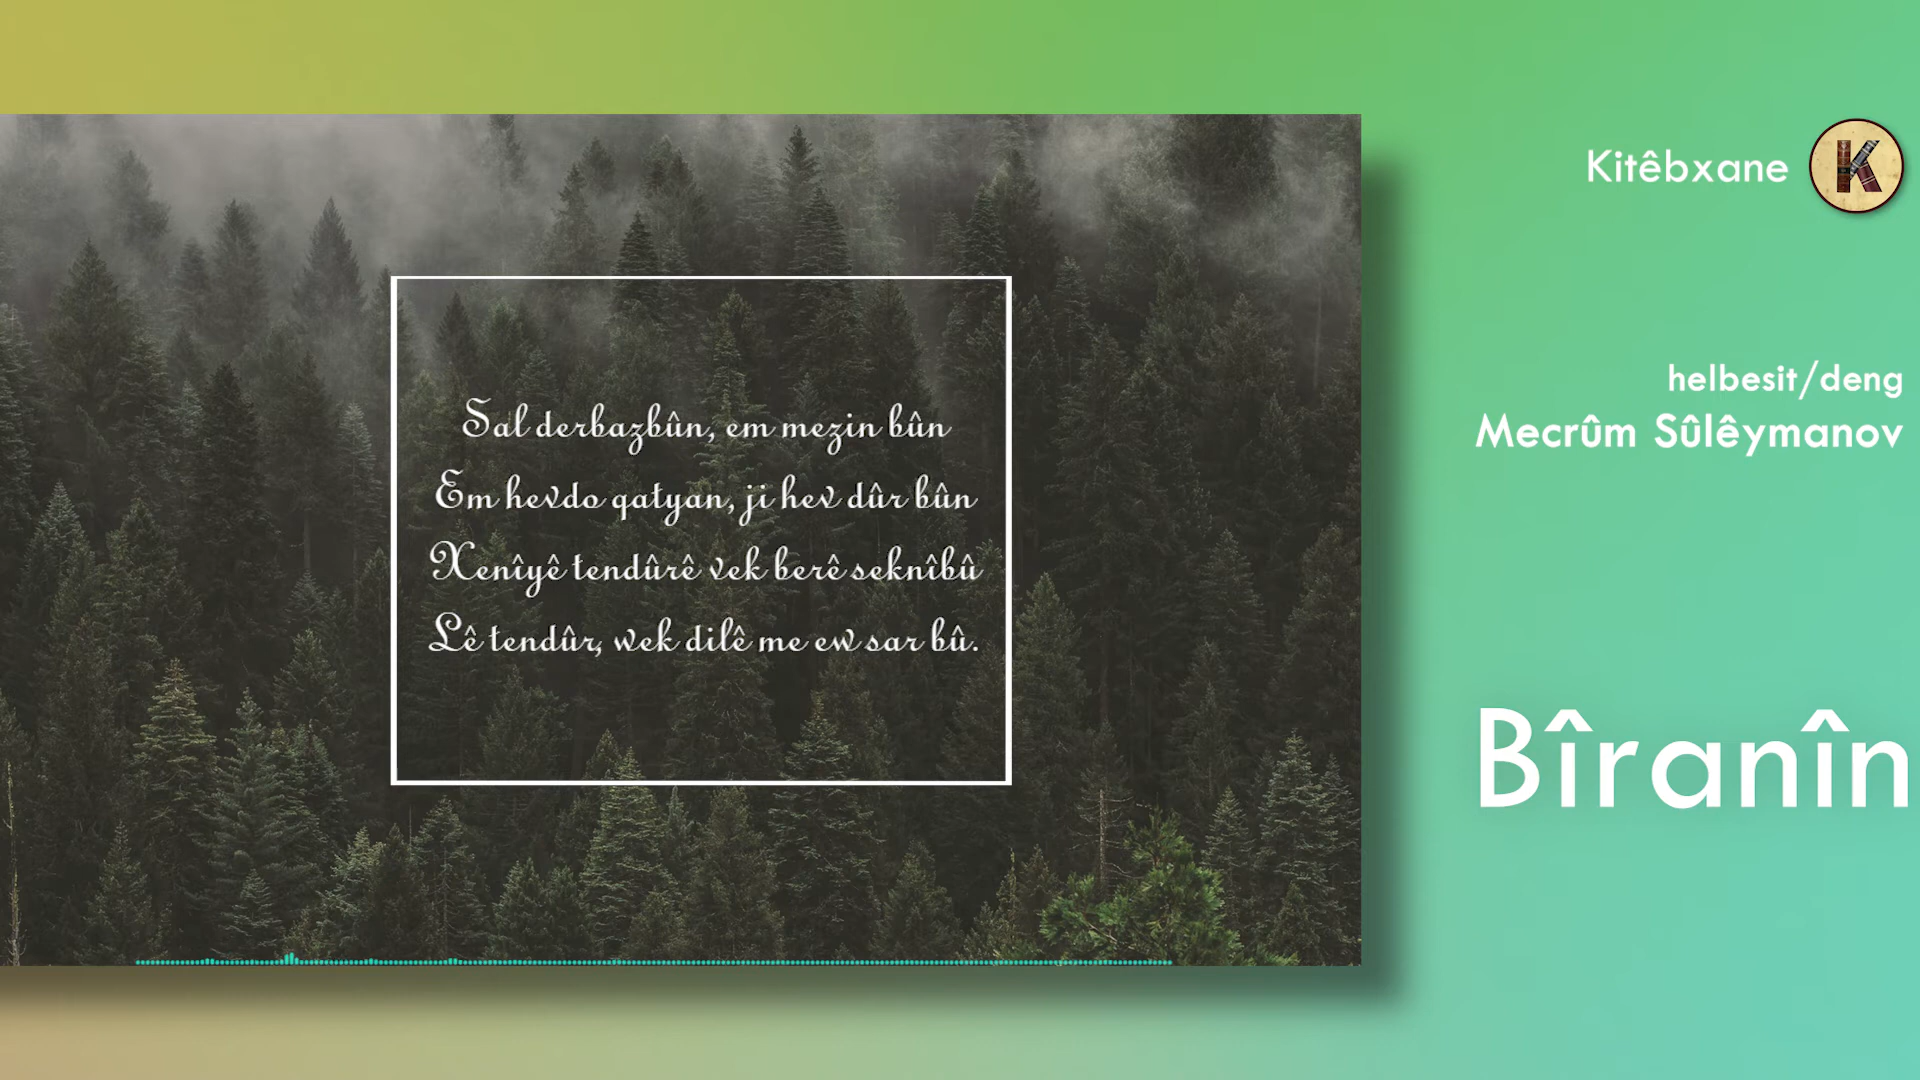 Sal derbazbûn, em mezin bûn
Em hevdo qatyan, ji hev dûr bûn
Xenîyê tendûrê vek berê seknîbû
Lê tendûr, wek dilê me ew sar bû.
Kitêbxane
K
helbesit/deng
Mecrûm Sûlêymanov
Bîranîn